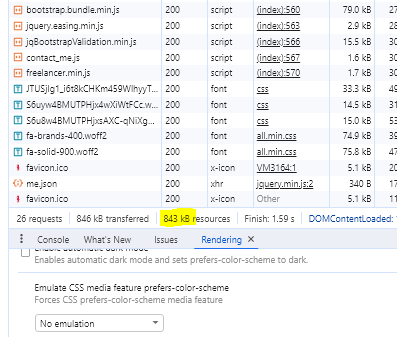 bootstrap.bundle.min.js 200 script (index):560 79.0 kB 27
jquery.easing.min.js 200 script (index):563 2.9 kB 28
jqBootstrapValidation.min.js 200 script (index):566 15.5 kB 30
contact_me.js 200 script (index):567 1.6 kB 30
freelancer.min.js 200 script (index):570 1.7 kB 30
JTUSjIg1_i6t8kCHKm459WlhyyT... 200 font css 33.3 kB 49
S6uyw4BMUTPHjx4wXiWtFCc.w... 200 font css 14.5 kB 31
S6u8w4BMUTPHjxsAXC-qNiXg... 200 font css 15.0 kB 53
fa-brands-400.woff2 200 font all.min.css 74.9 kB 39
fa-solid-900.woff2 200 font all.min.css 75.8 kB 47
favicon.ico 200 x-icon VM3164:1 5.1 kB 20
me.json 200 xhr jquery.min.js:2 340 B 17
favicon.ico 200 x-icon Other 5.1 kB 11
26 requests 846 kB transferred 843 kB resources Finish: 1.59 s DOMContentLoaded:
Console What's New Issues Rendering
Enable automatic dark mode
Enables automatic dark mode and sets prefers-color-scheme to dark.
Emulate CSS media feature prefers-color-scheme
Forces CSS prefers-color-scheme media feature
No emulation